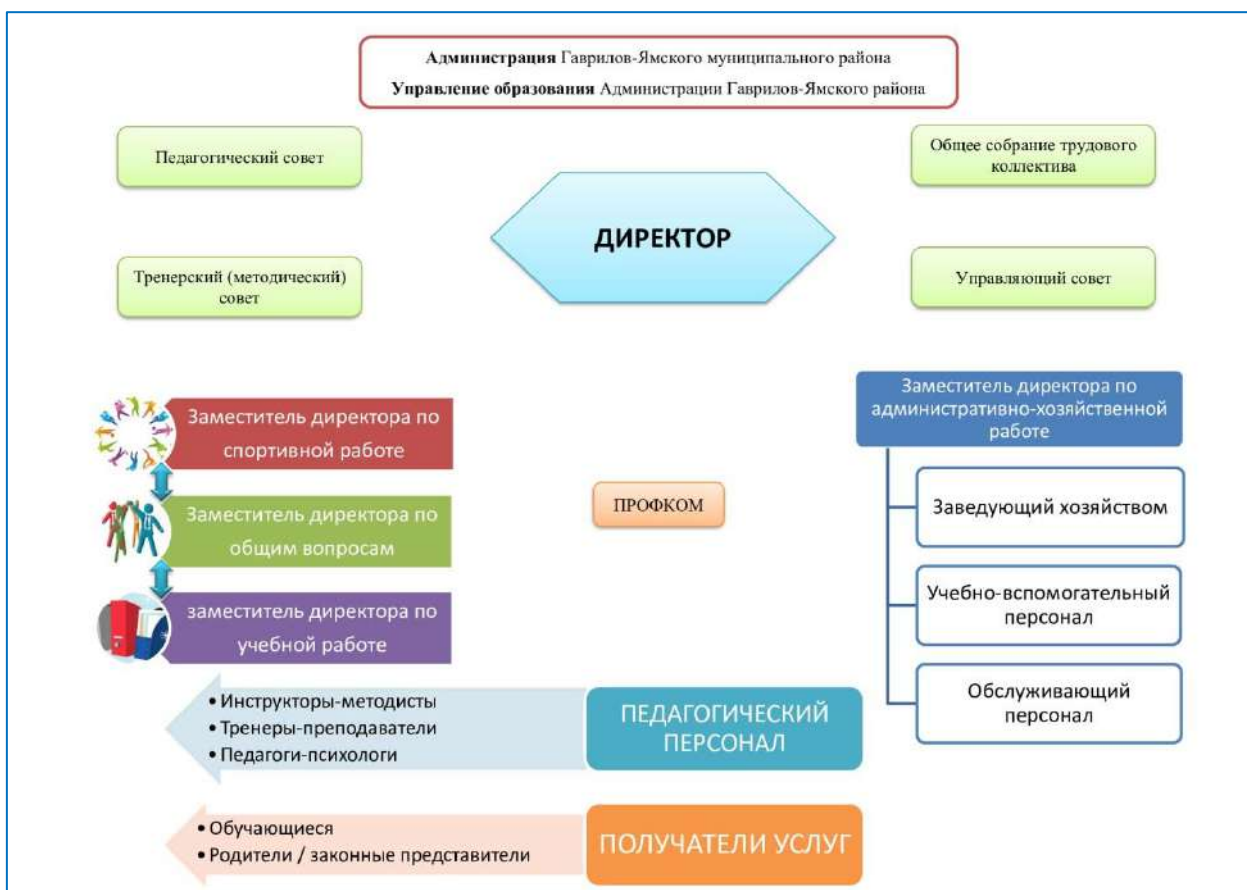 Администрация Гаврилов-Ямского муниципального района
Управление образования Администрации Гаврилов-Ямского района
Педагогический совет
Общее собрание трудового
коллектива
ДИРЕКТОР
Тренерский (методический)
совет
Управляющий совет
Заместитель директора по
спортивной работе
Заместитель директора по
административно-хозяйственной
работе
Заместитель директора по
общим вопросам
ПРОФКОМ
Заведующий хозяйством
заместитель директора по
учебной работе
Учебно-вспомогательный
персонал
Обслуживающий
персонал
• Инструкторы-методисты
• Тренеры-преподаватели
• Педагоги-психологи
ПЕДАГОГИЧЕСКИЙ
ПЕРСОНАЛ
• Обучающиеся
• Родители / законные представители
ПОЛУЧАТЕЛИ УСЛУГ